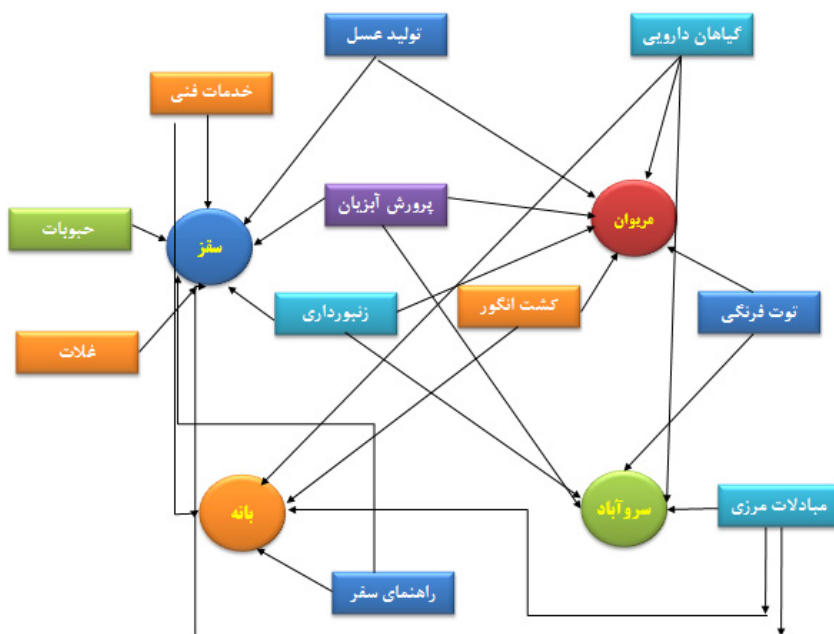 گیاهان دارویی
تولید عسل
خدمات فنی
مریوان
پرورش آبزیان
حبوبات
سقز
توت فرنگی
کشت انگور
زنبورداری
غلات
مبادلات مرزی
سروآباد
بانه
راهنمای سفر